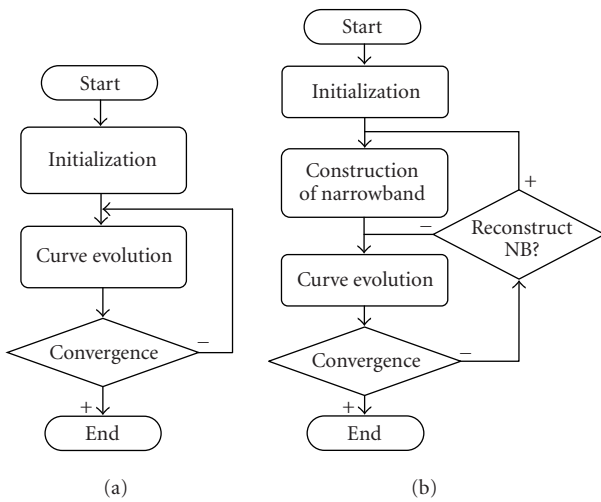 Start
Initialization
Curve evolution
Convergence
−
+
End
(a)
Start
Initialization
Construction
of narrowband
+
−
Reconstruct
NB?
Curve evolution
Convergence
−
+
End
(b)